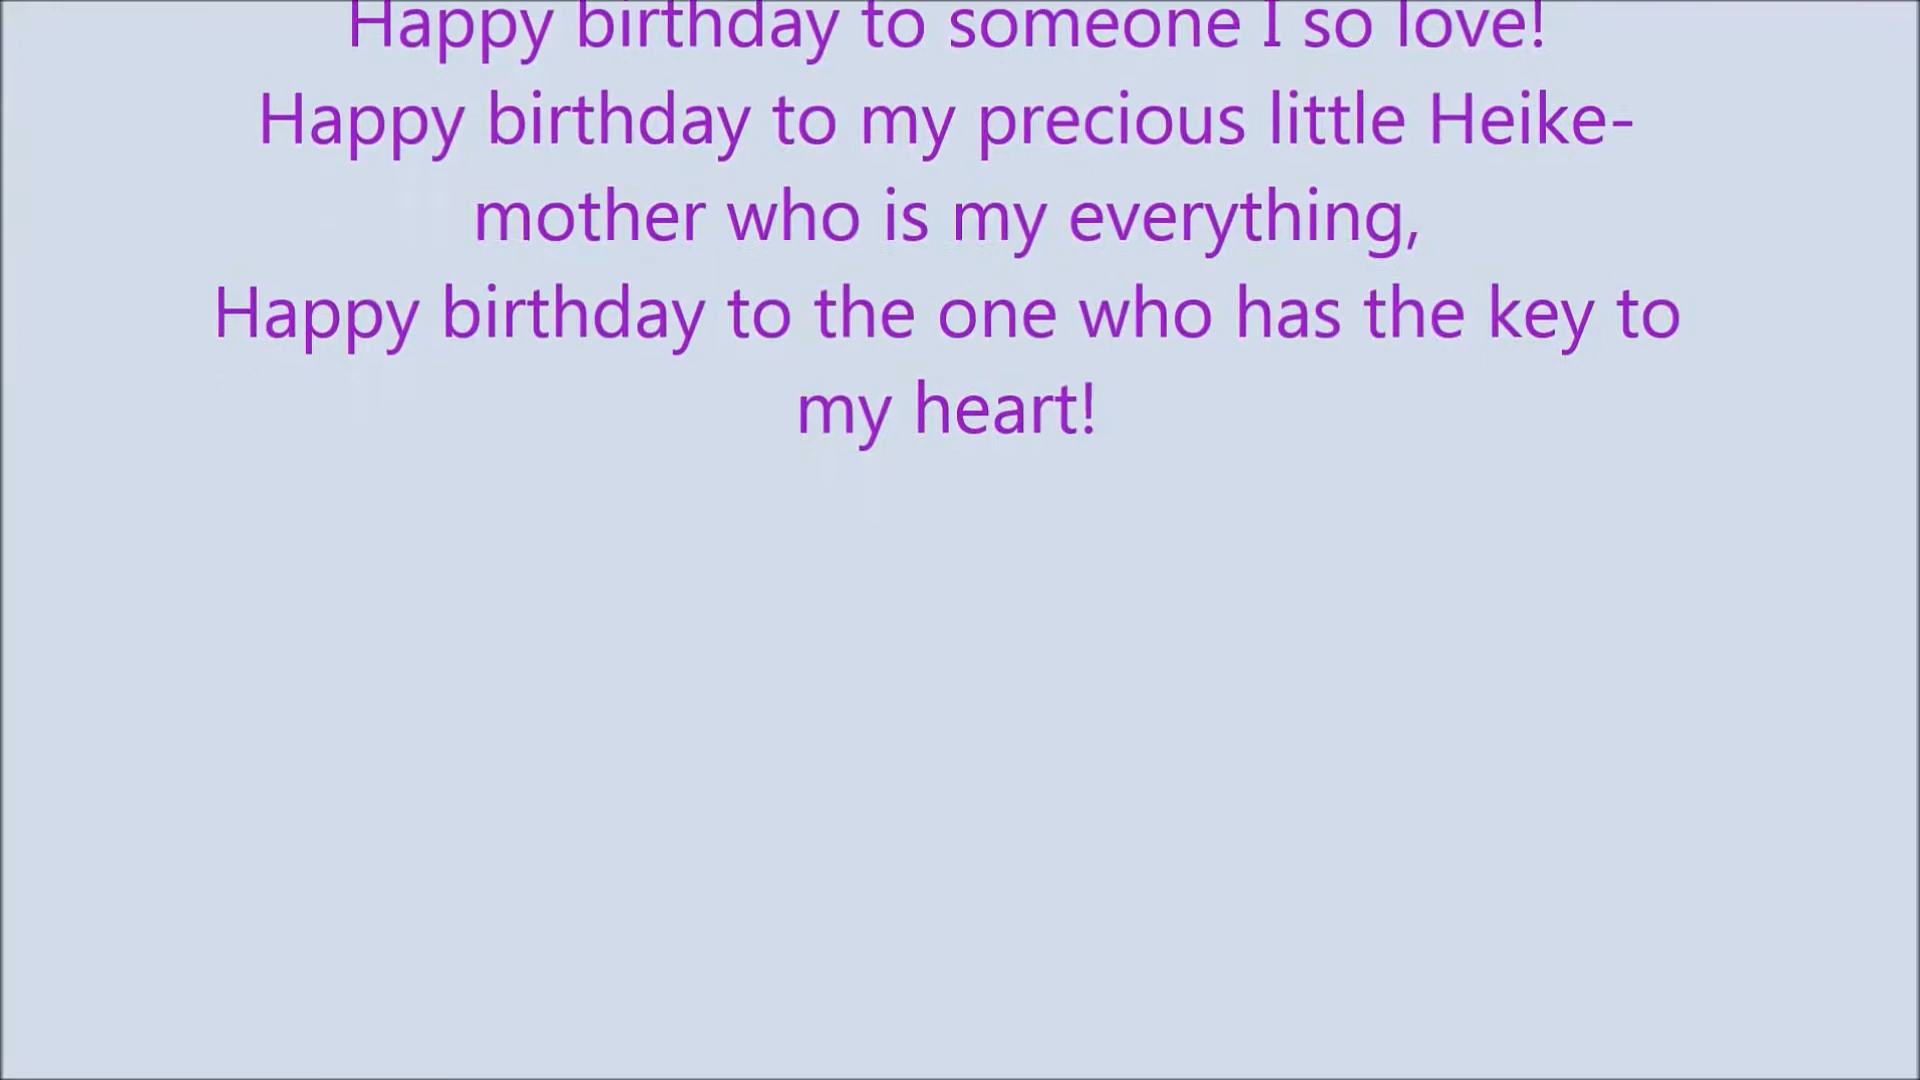 Happy birthday to someone I so love!
Happy birthday to my precious little Heike-
mother who is my everything,
Happy birthday to the one who has the key to
my heart!